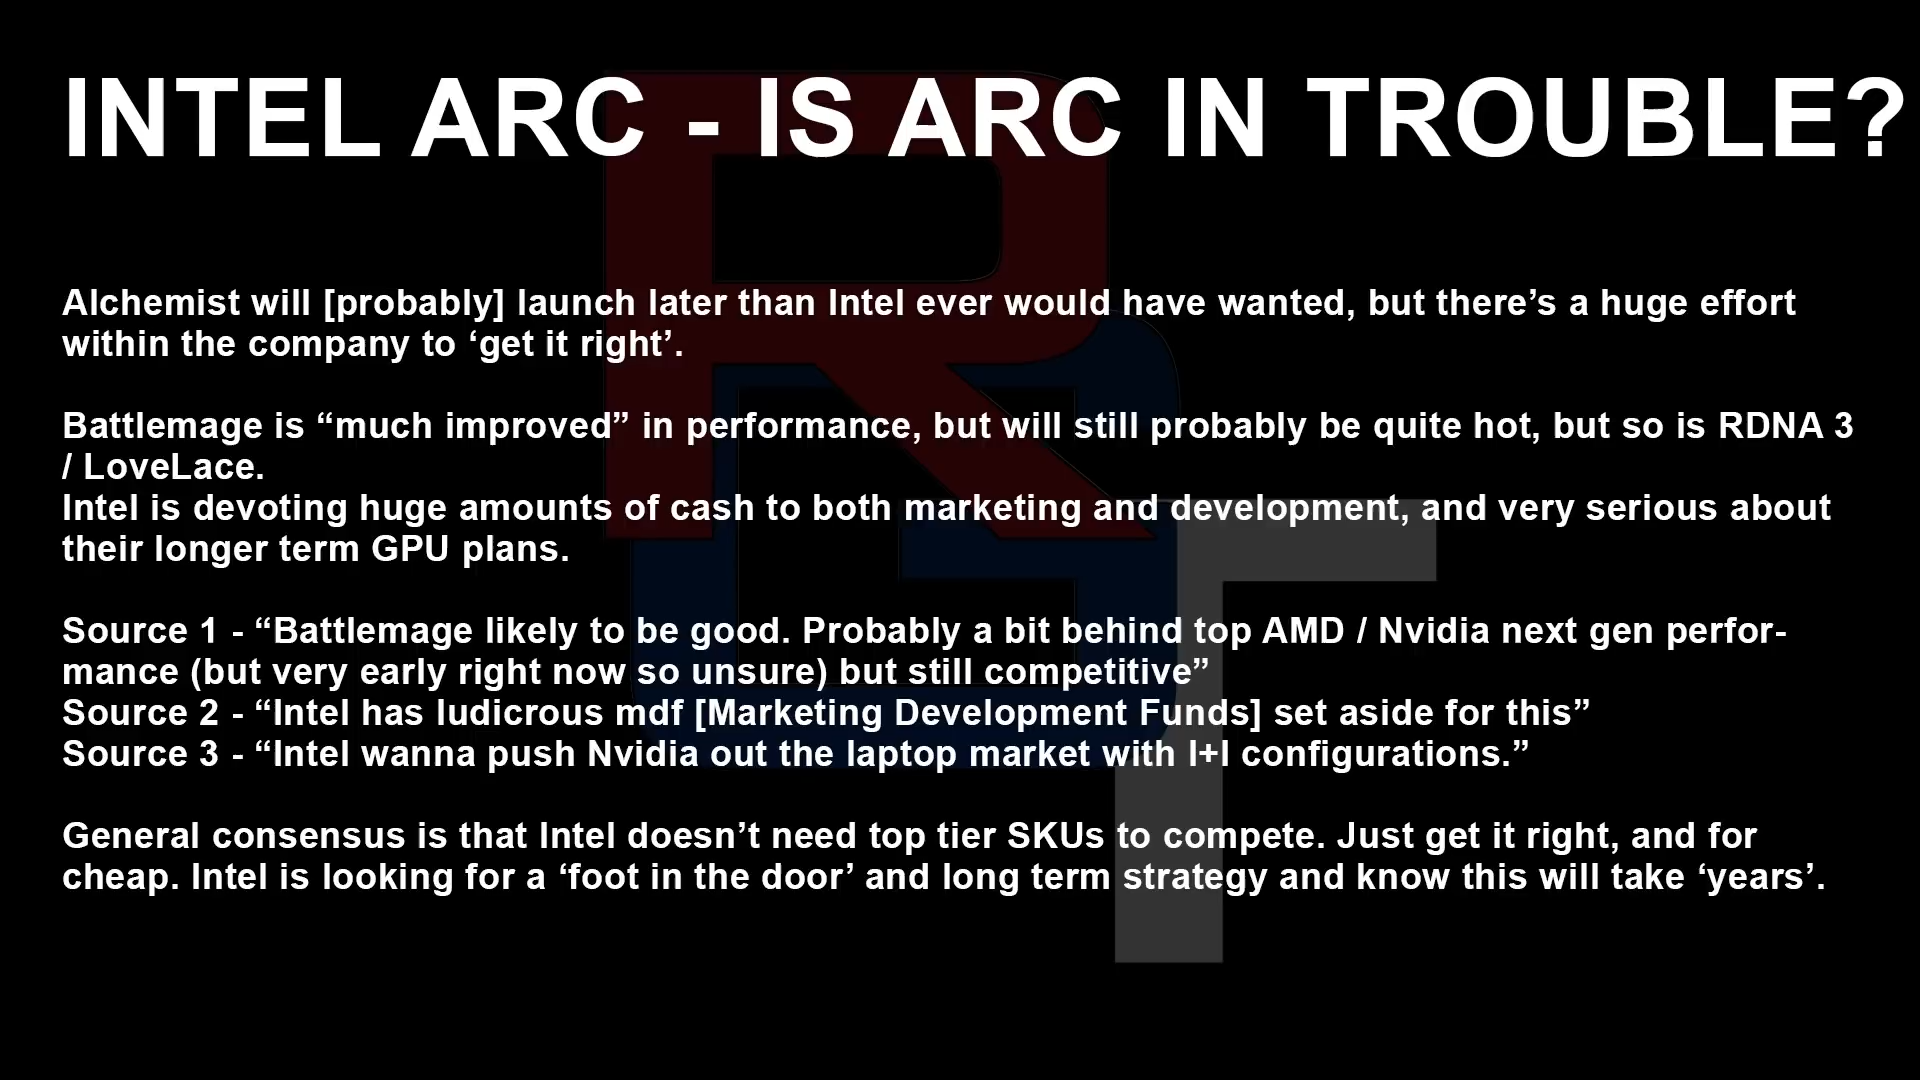 INTEL ARC - IS ARC IN TROUBLE?
Alchemist will [probably] launch later than Intel ever would have wanted, but there’s a huge effort
within the company to ‘get it right’.
Battlemage is “much improved” in performance, but will still probably be quite hot, but so is RDNA 3
/ LoveLace.
Intel is devoting huge amounts of cash to both marketing and development, and very serious about
their longer term GPU plans.
Source 1 - “Battlemage likely to be good. Probably a bit behind top AMD / Nvidia next gen perfor-
mance (but very early right now so unsure) but still competitive”
Source 2 - “Intel has ludicrous mdf [Marketing Development Funds] set aside for this”
Source 3 - “Intel wanna push Nvidia out the laptop market with I+I configurations.”
General consensus is that Intel doesn’t need top tier SKUs to compete. Just get it right, and for
cheap. Intel is looking for a ‘foot in the door’ and long term strategy and know this will take ‘years’.
RGT